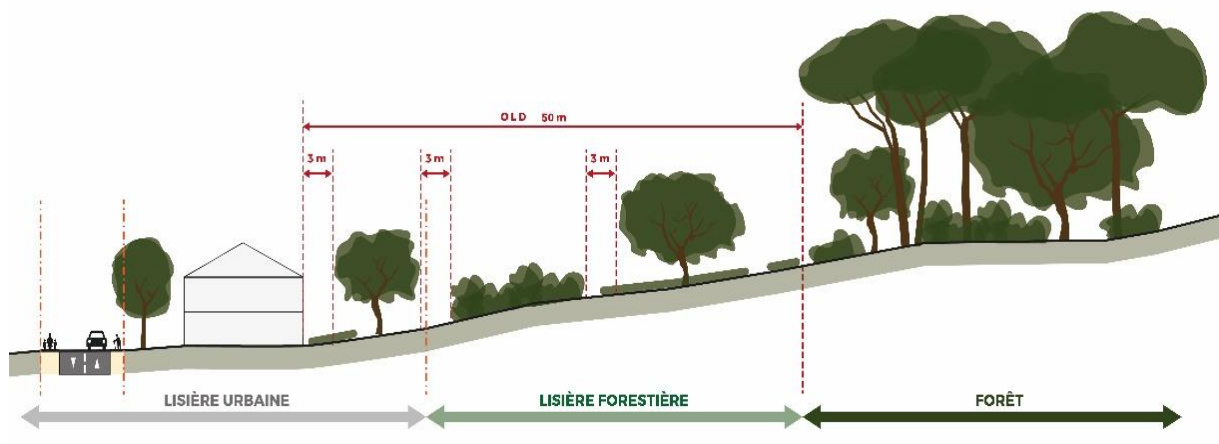 OLD 50 m
3 m
3 m
3 m
LISIÈRE URBAINE
LISIÈRE FORESTIÈRE
FORÊT